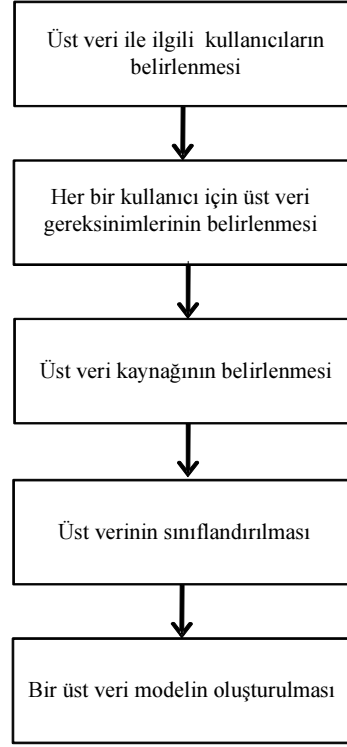 Üst veri ile ilgili kullanıcıların
belirlenmesi
Her bir kullanıcı için üst veri
gereksinimlerinin belirlenmesi
Üst veri kaynağının belirlenmesi
Üst verinin sınıflandırılması
Bir üst veri modelin oluşturulması